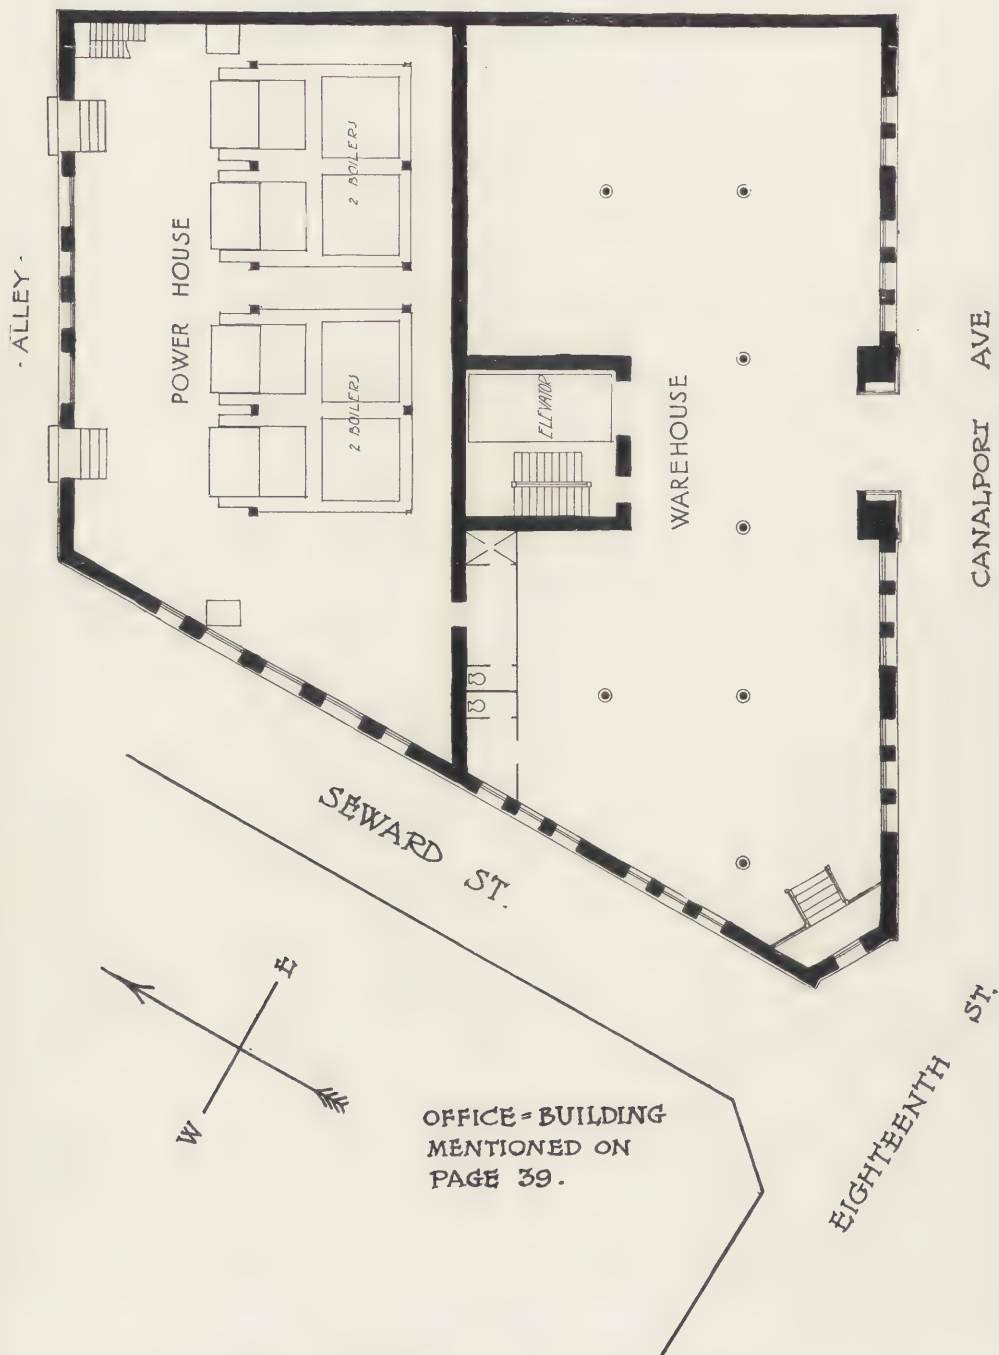 - ALLEY -
POWER HOUSE
2 BOILERS
2 BOILERS
ELEVATOR
WAREHOUSE
CANALPORT AVE
SEWARD ST.
E
W
OFFICE=BUILDING
MENTIONED ON
PAGE 39.
EIGHTEENTH ST.